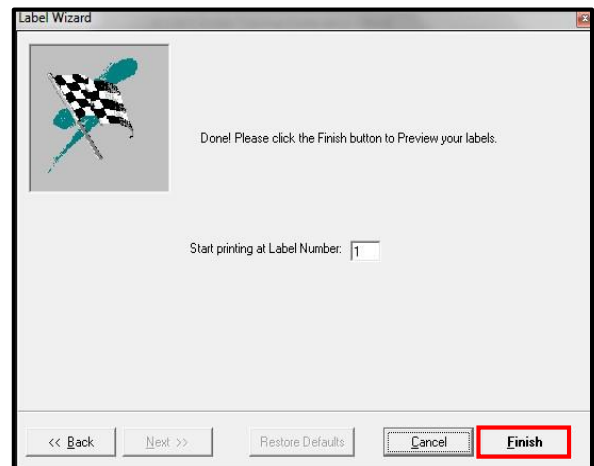 Label Wizard
Done! Please click the Finish button to Preview your labels.
Start printing at Label Number: 1
<< Back Next >> Restore Defaults Cancel Finish